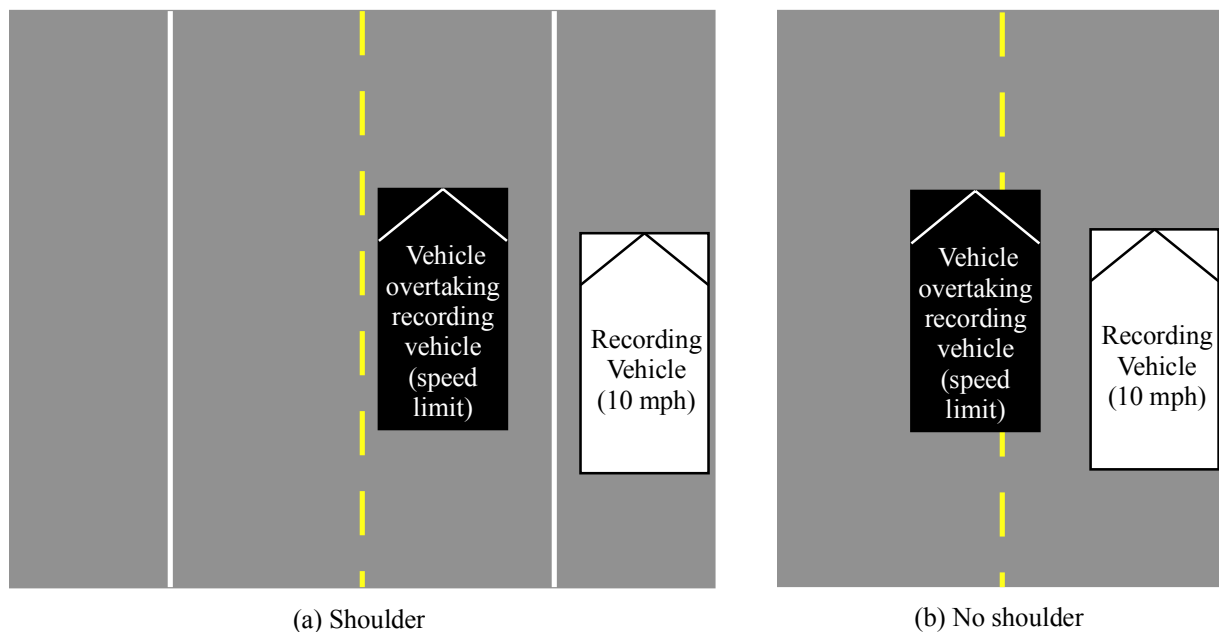 Vehicle
overtaking
recording
vehicle
(speed
limit)
Recording
Vehicle
(10 mph)
(a) Shoulder
Vehicle
overtaking
recording
vehicle
(speed
limit)
Recording
Vehicle
(10 mph)
(b) No shoulder